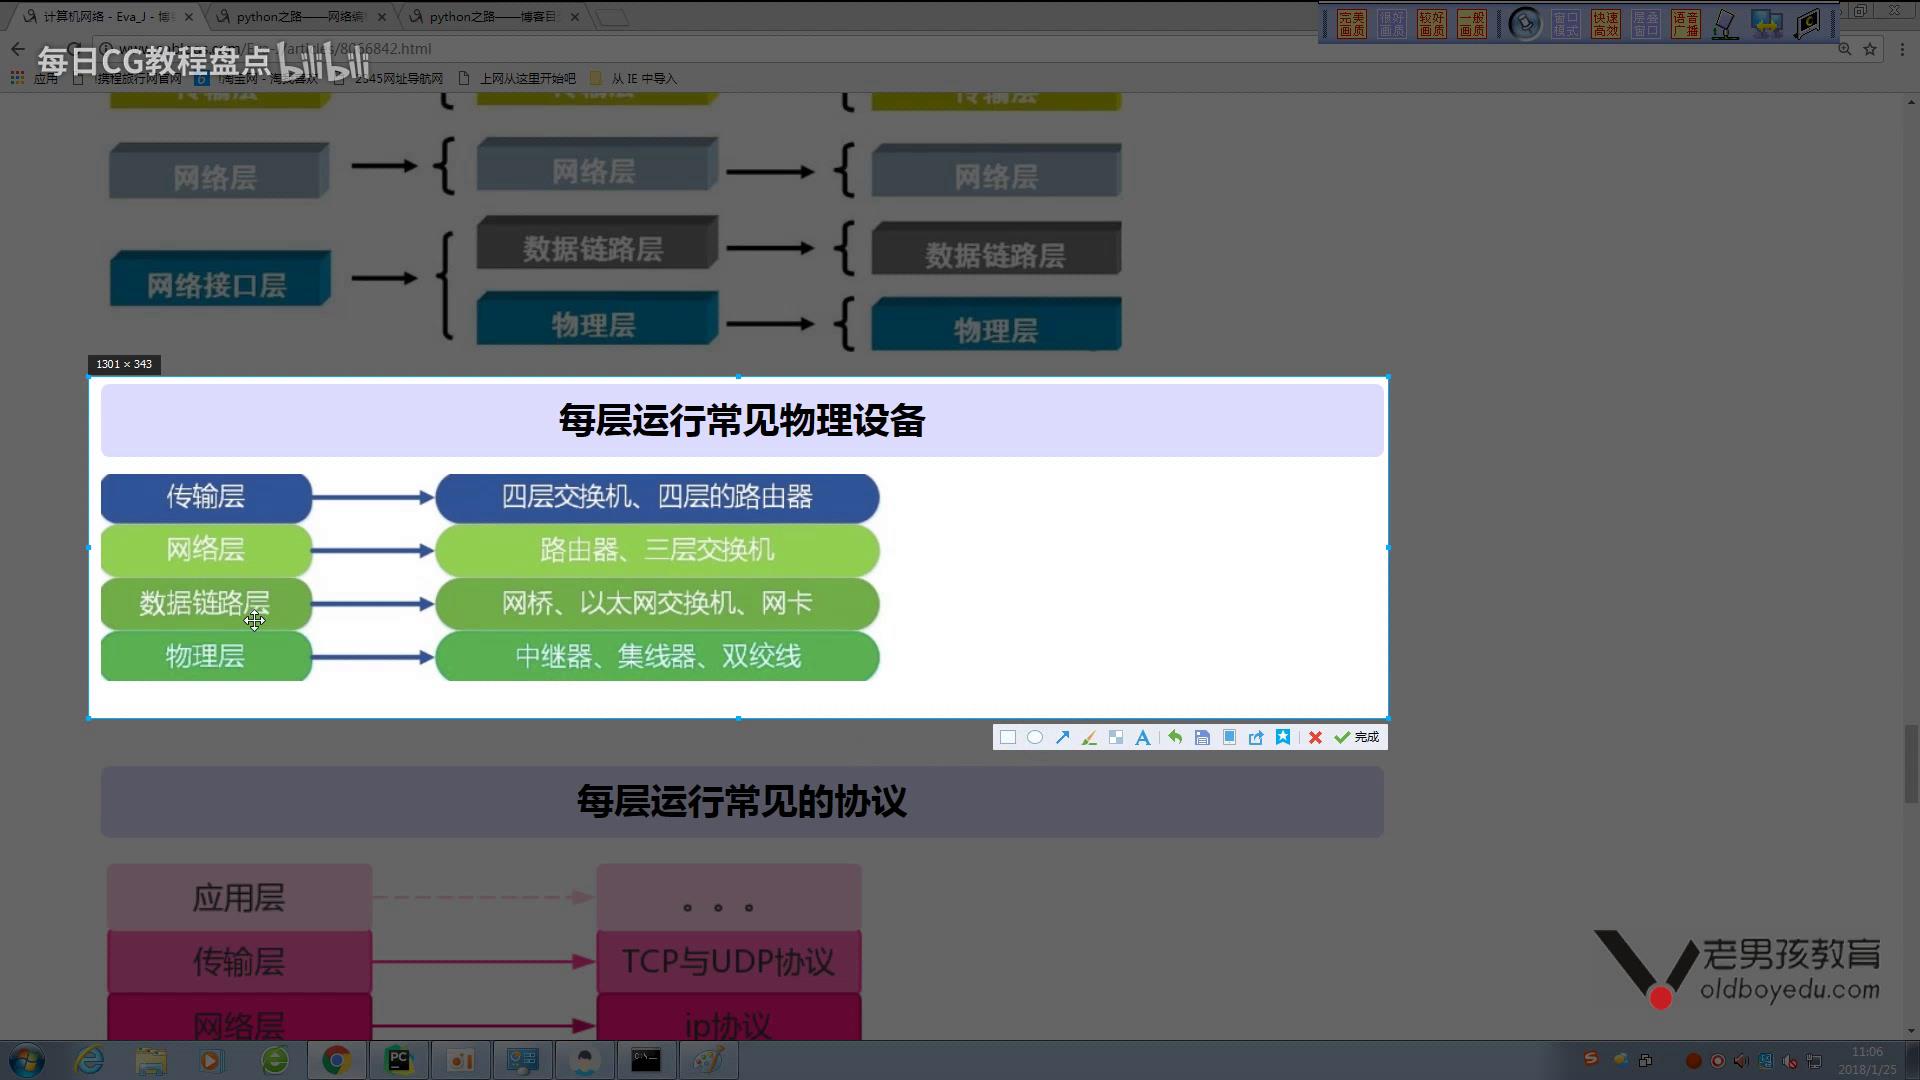 计算机网络 - Eva_J - 博
python之路——网络编
python之路——博客目
/articles/8066842.html
每日CG教程盘点 bilibili
应用
携程旅行网官网
2345网址导航网
上网从这里开始吧
从 IE 中导入
完美画质
很好画质
较好画质
一般画质
窗口模式
快速高效
层叠窗口
语音广播
传输层
传输层
传输层
网络层
网络层
网络层
网络接口层
数据链路层
数据链路层
物理层
物理层
1301 × 343
每层运行常见物理设备
传输层
四层交换机、四层的路由器
网络层
路由器、三层交换机
数据链路层
网桥、以太网交换机、网卡
物理层
中继器、集线器、双绞线
完成
每层运行常见的协议
应用层
。。。
传输层
TCP与UDP协议
网络层
ip协议
老男孩教育
oldboyedu.com
11:06
2018/1/25